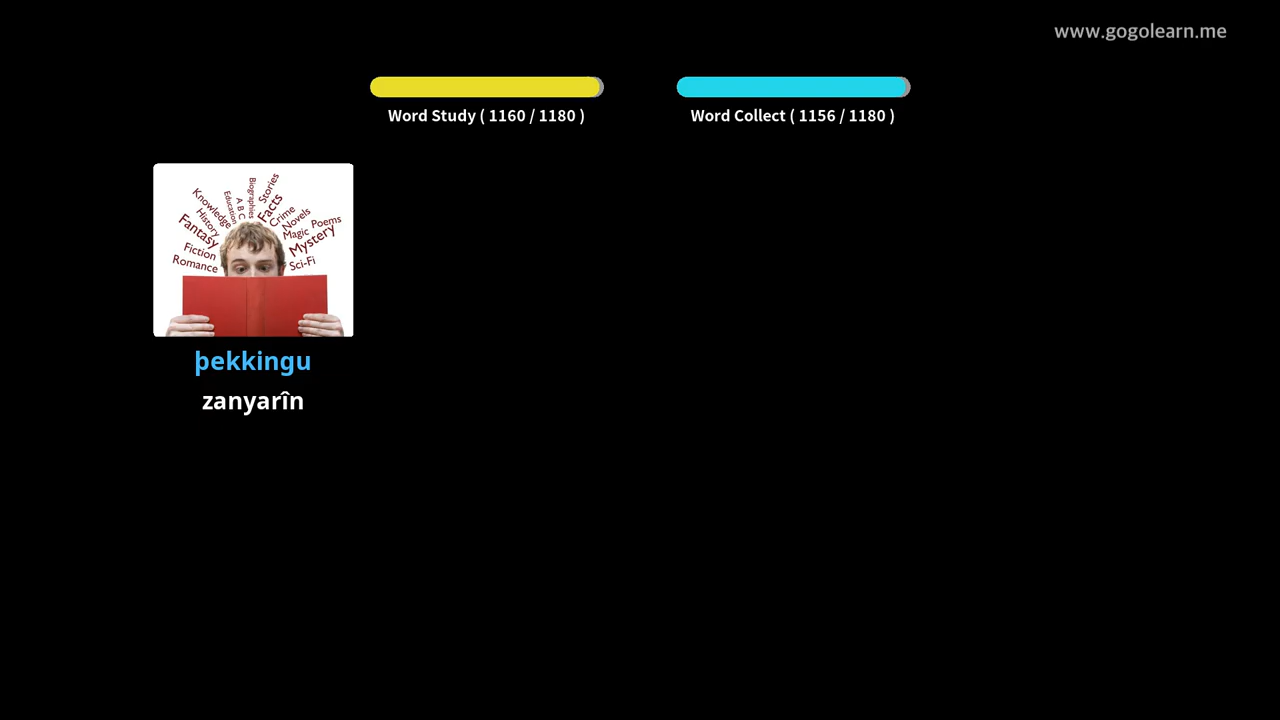 www.gogolearn.me
Word Study ( 1160 / 1180 )
Word Collect ( 1156 / 1180 )
Knowledge
History
Fantasy
Fiction
Romance
Education
A B C
Biographies
Stories
Facts
Crime
Novels
Magic
Poems
Mystery
Sci-Fi
þekkingu
zanyarîn